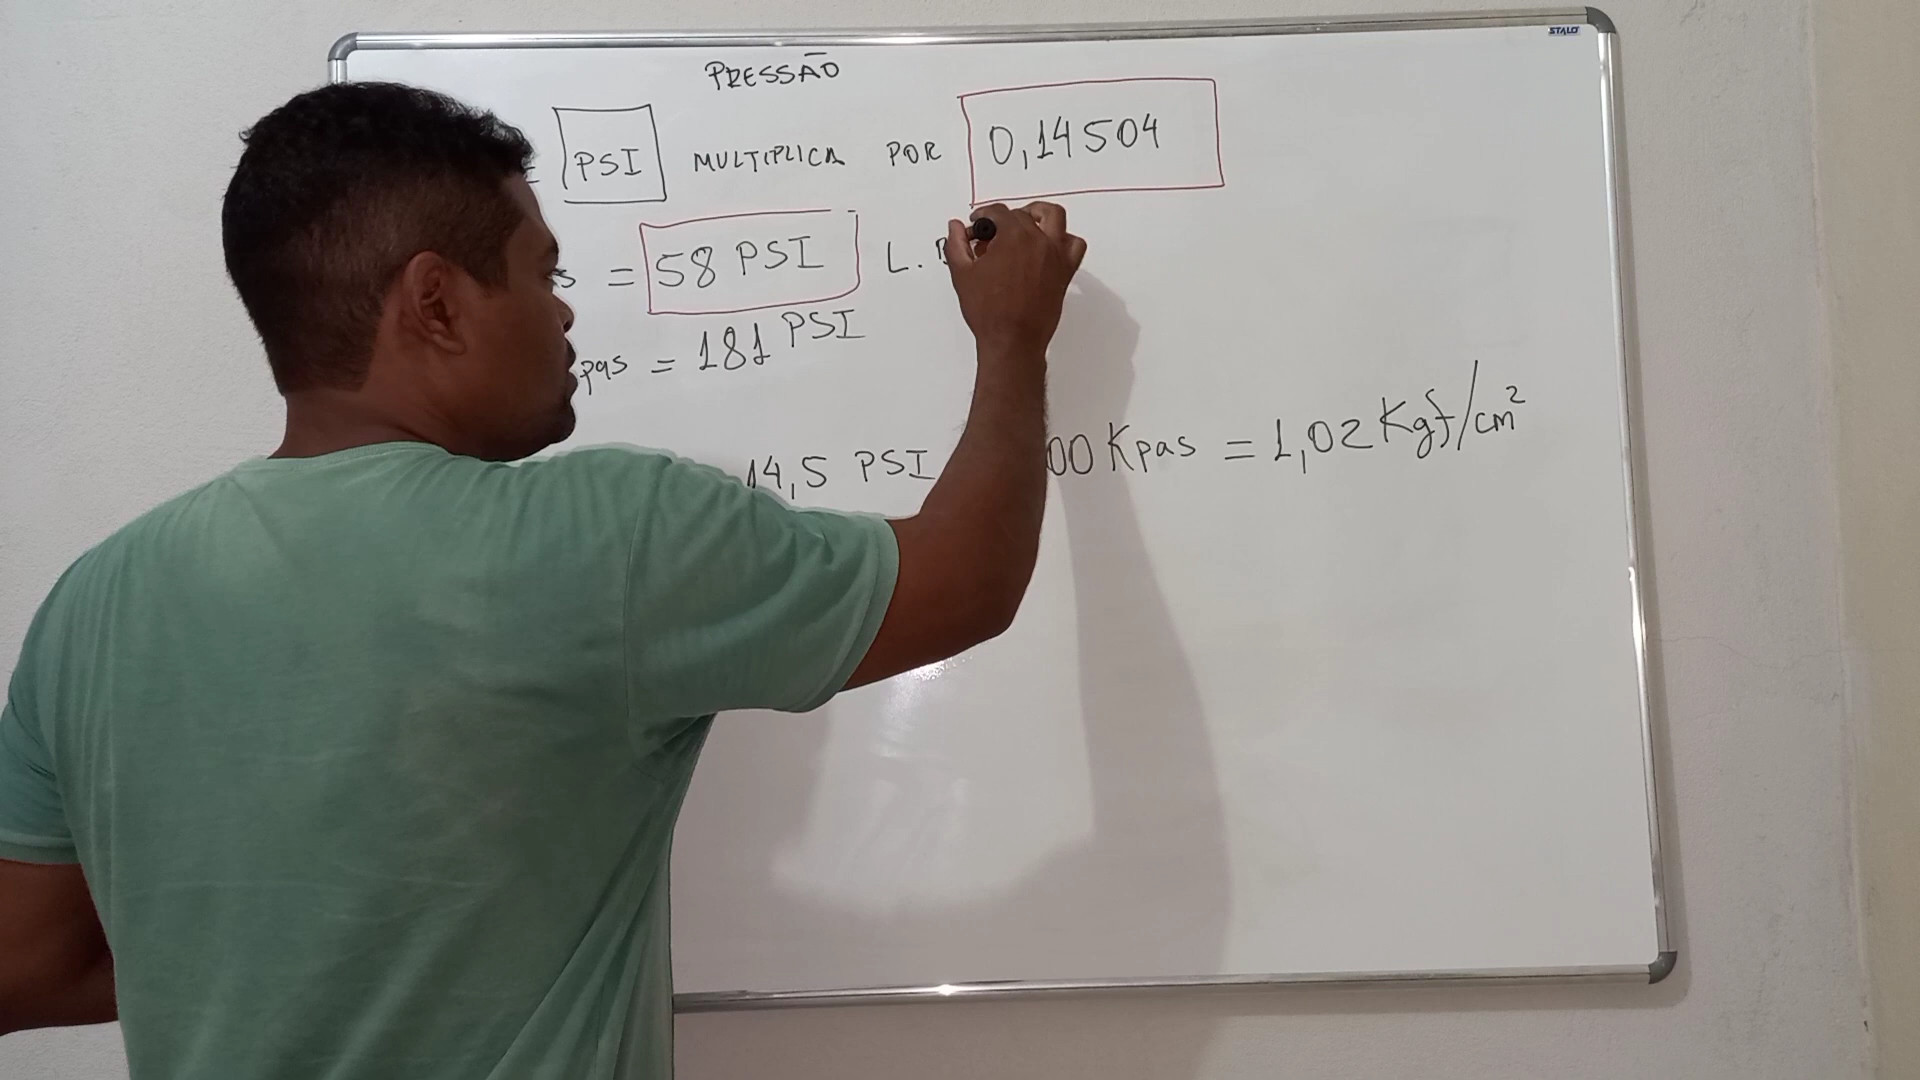 STALO
PRESSÃO
PSI MULTIPLICA POR 0,14504
= 58 PSI L.
pas = 181 PSI
14,5 PSI 00 Kpas = 1,02 Kgf/cm²